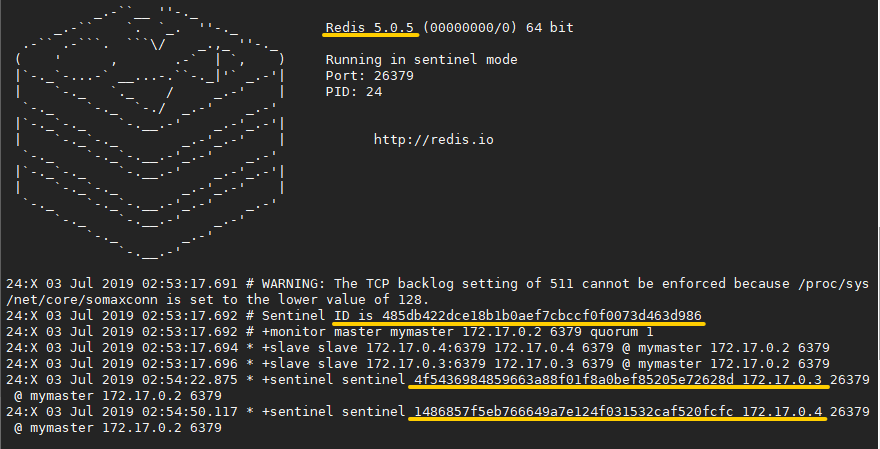 Redis 5.0.5 (00000000/0) 64 bit
Running in sentinel mode
Port: 26379
PID: 24
http://redis.io
24:X 03 Jul 2019 02:53:17.691 # WARNING: The TCP backlog setting of 511 cannot be enforced because /proc/sys
/net/core/somaxconn is set to the lower value of 128.
24:X 03 Jul 2019 02:53:17.692 # Sentinel ID is 485db422dce18b1b0aef7cbccf0f0073d463d986
24:X 03 Jul 2019 02:53:17.692 # +monitor master mymaster 172.17.0.2 6379 quorum 1
24:X 03 Jul 2019 02:53:17.694 * +slave slave 172.17.0.4:6379 172.17.0.4 6379 @ mymaster 172.17.0.2 6379
24:X 03 Jul 2019 02:53:17.696 * +slave slave 172.17.0.3:6379 172.17.0.3 6379 @ mymaster 172.17.0.2 6379
24:X 03 Jul 2019 02:54:22.875 * +sentinel sentinel 4f5436984859663a88f01f8a0bef85205e72628d 172.17.0.3 26379
@ mymaster 172.17.0.2 6379
24:X 03 Jul 2019 02:54:50.117 * +sentinel sentinel 1486857f5eb766649a7e124f031532caf520fcfc 172.17.0.4 26379
@ mymaster 172.17.0.2 6379